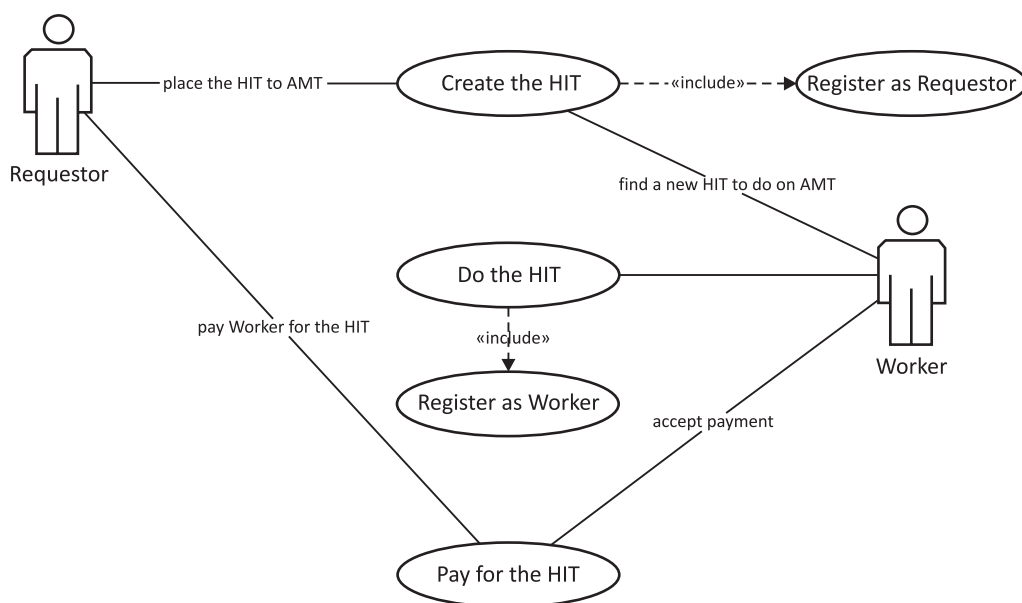 place the HIT to AMT
Create the HIT
«include»
Register as Requestor
Requestor
find a new HIT to do on AMT
Do the HIT
pay Worker for the HIT
«include»
Worker
Register as Worker
accept payment
Pay for the HIT